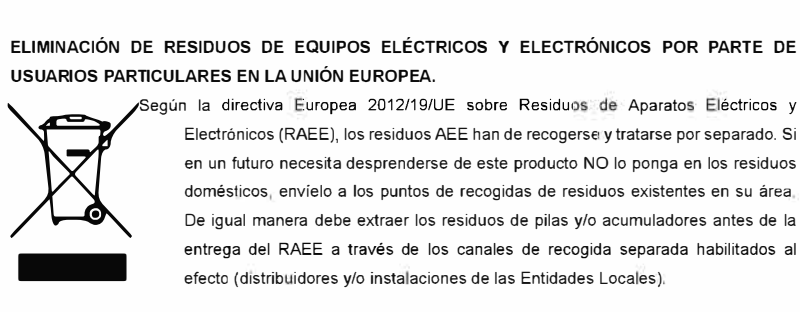 ELIMINACIÓN DE RESIDUOS DE EQUIPOS ELÉCTRICOS Y ELECTRÓNICOS POR PARTE DE
USUARIOS PARTICULARES EN LA UNIÓN EUROPEA.
Según la directiva Europea 2012/19/UE sobre Residuos de Aparatos Eléctricos y
Electrónicos (RAEE), los residuos AEE han de recogerse y tratarse por separado. Si
en un futuro necesita desprenderse de este producto NO lo ponga en los residuos
domésticos, envíelo a los puntos de recogidas de residuos existentes en su área.
De igual manera debe extraer los residuos de pilas y/o acumuladores antes de la
entrega del RAEE a través de los canales de recogida separada habilitados al
efecto (distribuidores y/o instalaciones de las Entidades Locales).